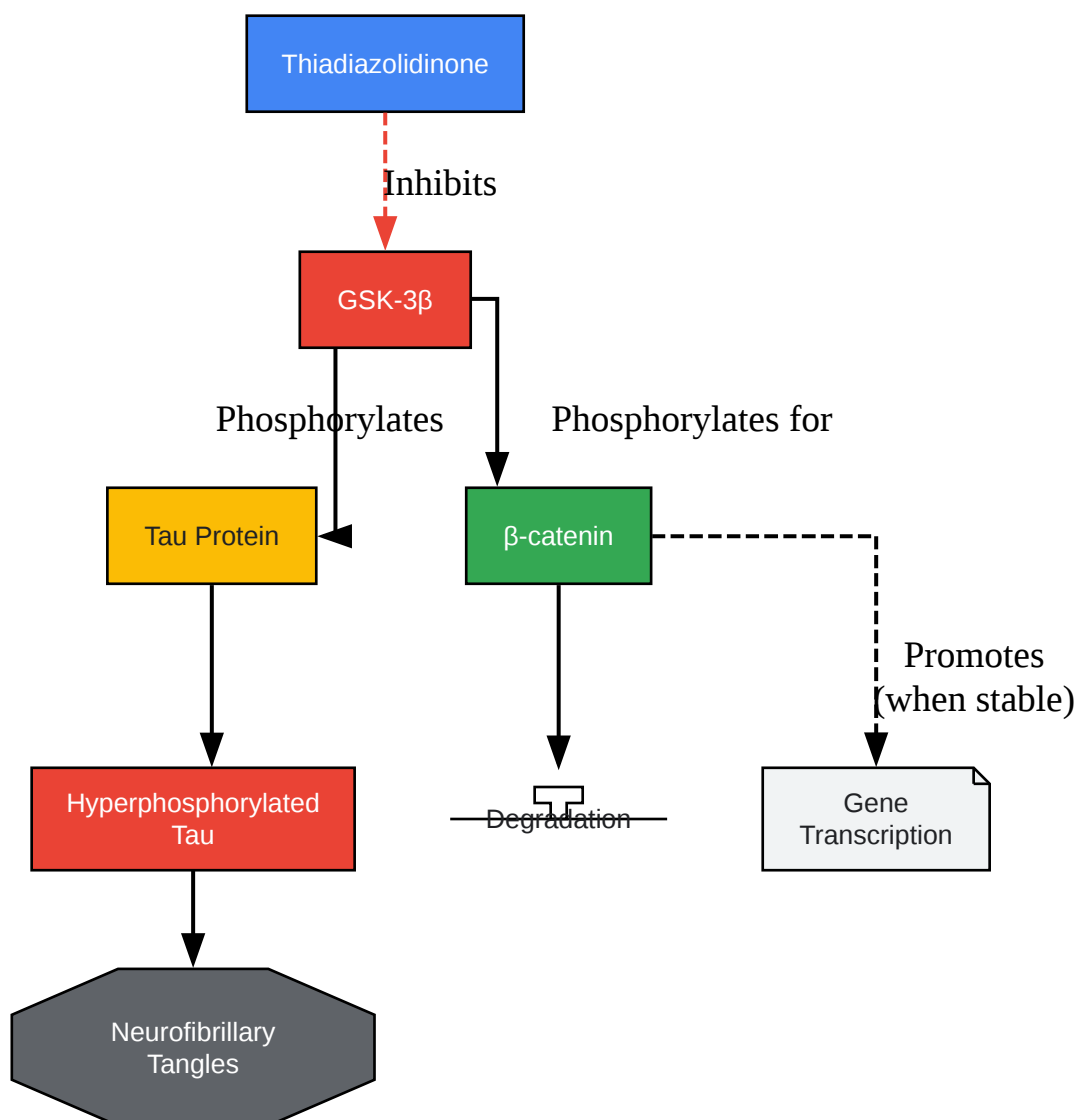 Thiadiazolidinone
Inhibits
GSK-3β
Phosphorylates
Phosphorylates for
Tau Protein
β-catenin
Promotes
(when stable)
Hyperphosphorylated
Tau
Degradation
Gene
Transcription
Neurofibrillary
Tangles